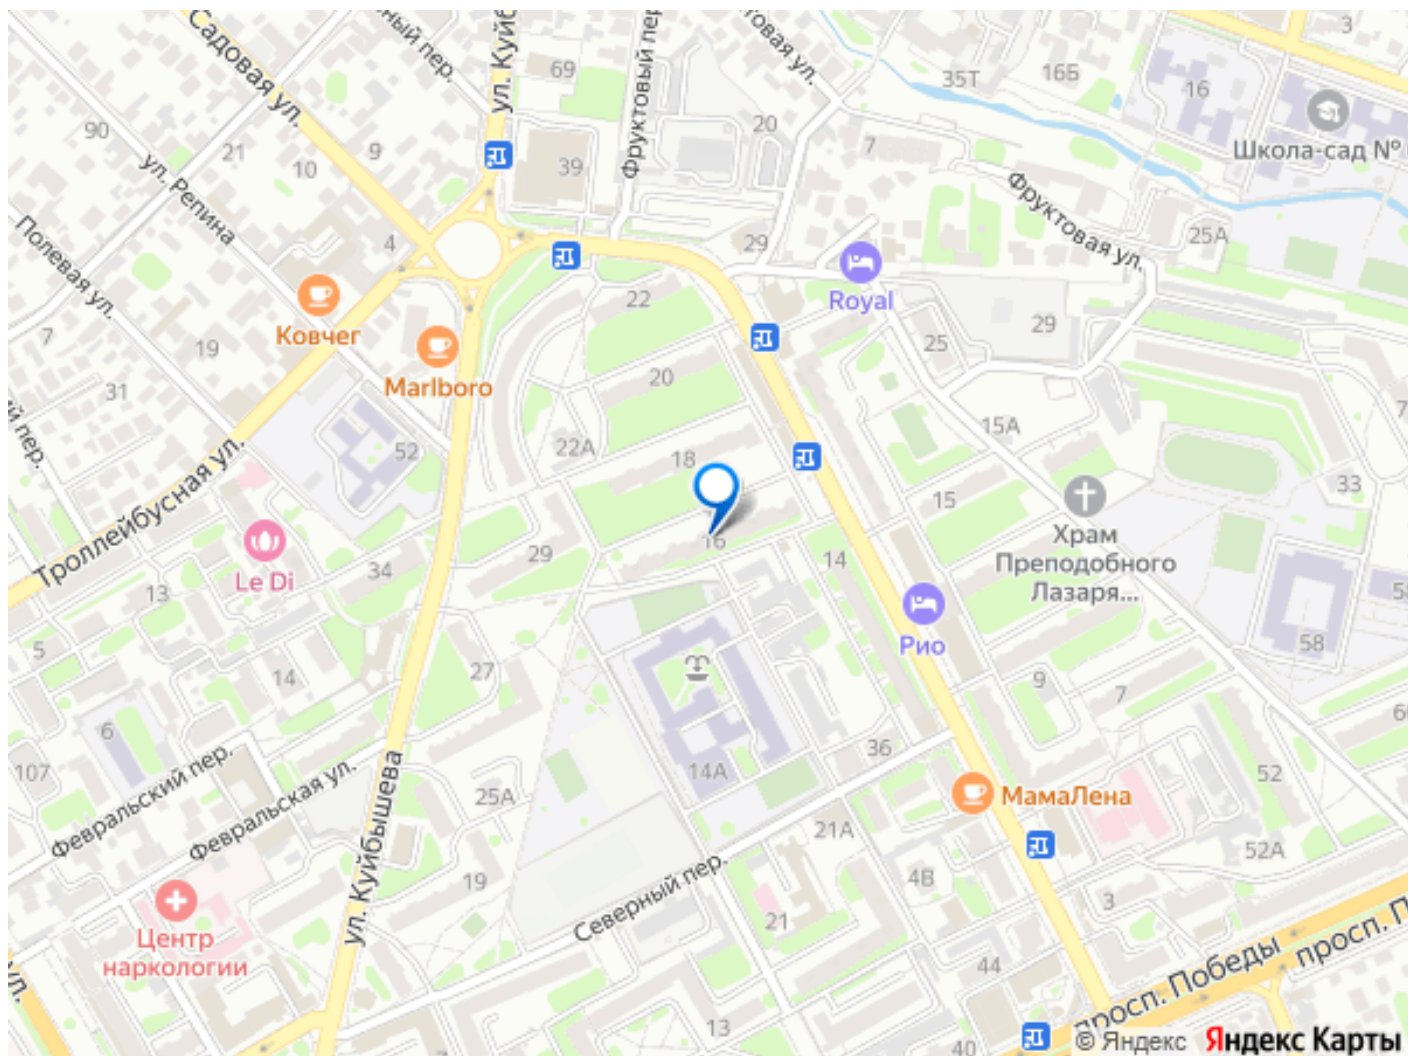 Садовая ул.
ул. Репина
Полевая ул.
Троллейбусная ул.
Фруктовый пер.
Фруктовая ул.
Школа-сад №
Ковчег
Marlboro
Royal
Le Di
Храм
Преподобного
Лазаря...
Рио
МамаЛена
Февральский пер.
Февральская ул.
ул. Куйбышева
Северный пер.
Центр
наркологии
просп. Победы
просп. П
69
39
20
35Т
16Б
16
3
90
21
10
9
4
7
7
29
25А
22
29
25
19
31
20
15А
52
22А
18
33
15
16
14
29
34
13
5
14
27
58
9
7
6
107
14А
36
52
25А
21А
52А
19
4В
3
21
44
13
40
© Яндекс
Яндекс Карты